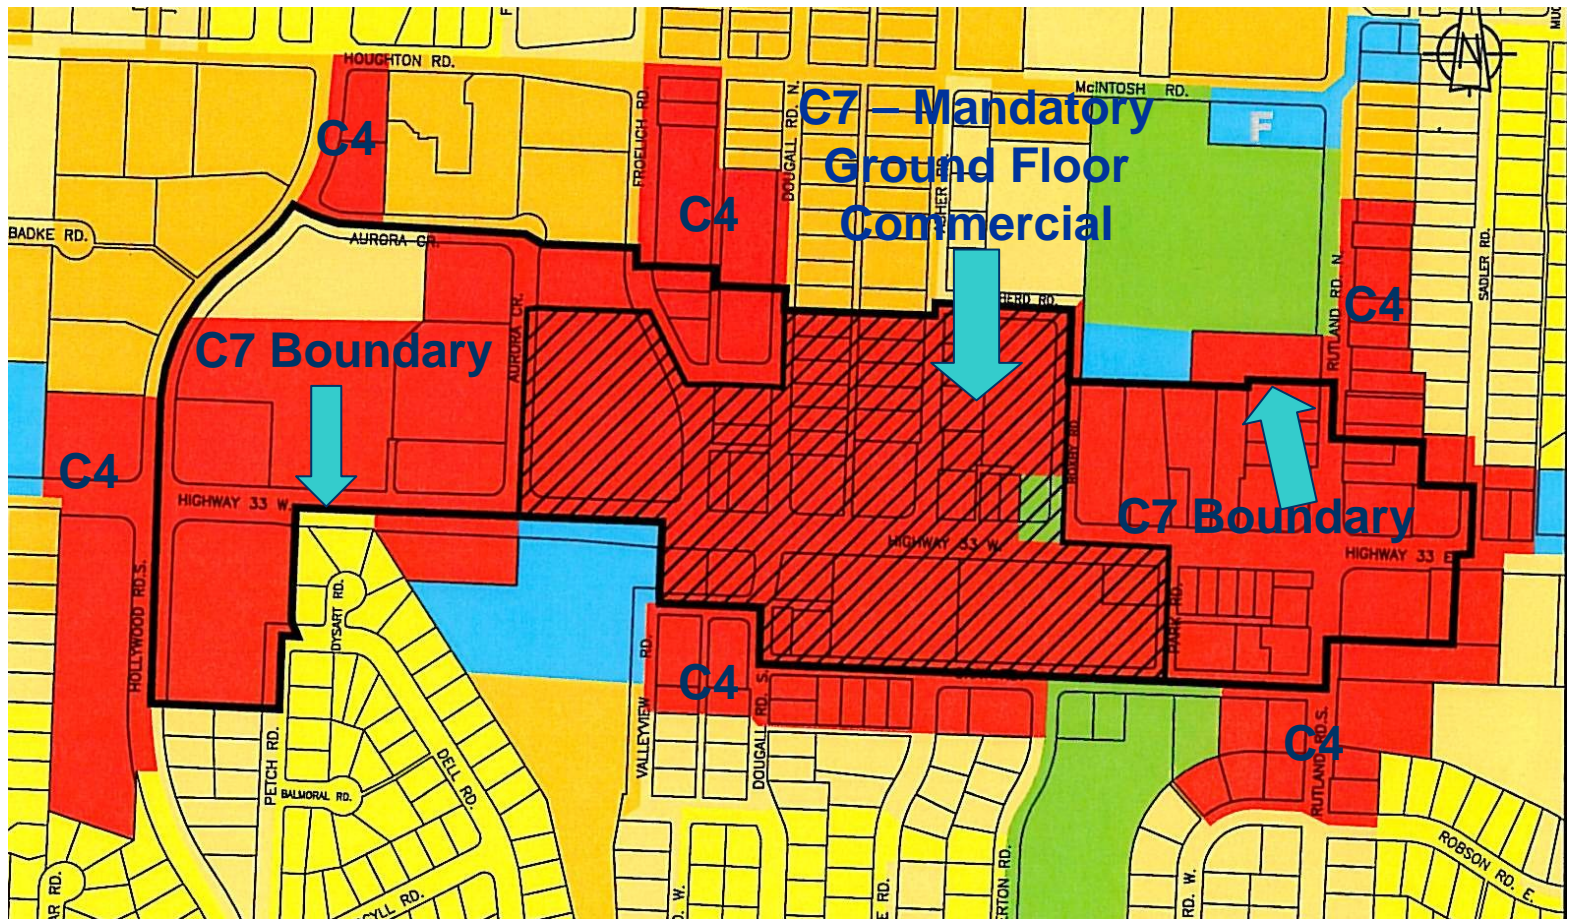 HOUGHTON RD.
McINTOSH RD.
N
C7 – Mandatory
Ground Floor
Commercial
F
C4
FROELICH RD
DOUGALL RD. N.
C4
BADKE RD.
AURORA CR.
SADLER RD.
RUTLAND RD N.
C4
AURORA CR.
C7 Boundary
C4
HIGHWAY 33 W.
ROXBY RD
C7 Boundary
HIGHWAY 33 W.
HIGHWAY 33 E
HOLLYWOOD RD.S.
DYSART RD.
PARK RD.
VALLEYVIEW RD.
C4
DOUGALL RD. S.
C4
RUTLAND RD.S.
PETCH RD.
DELL RD.
BALMORAL RD.
ROBSON RD. E.